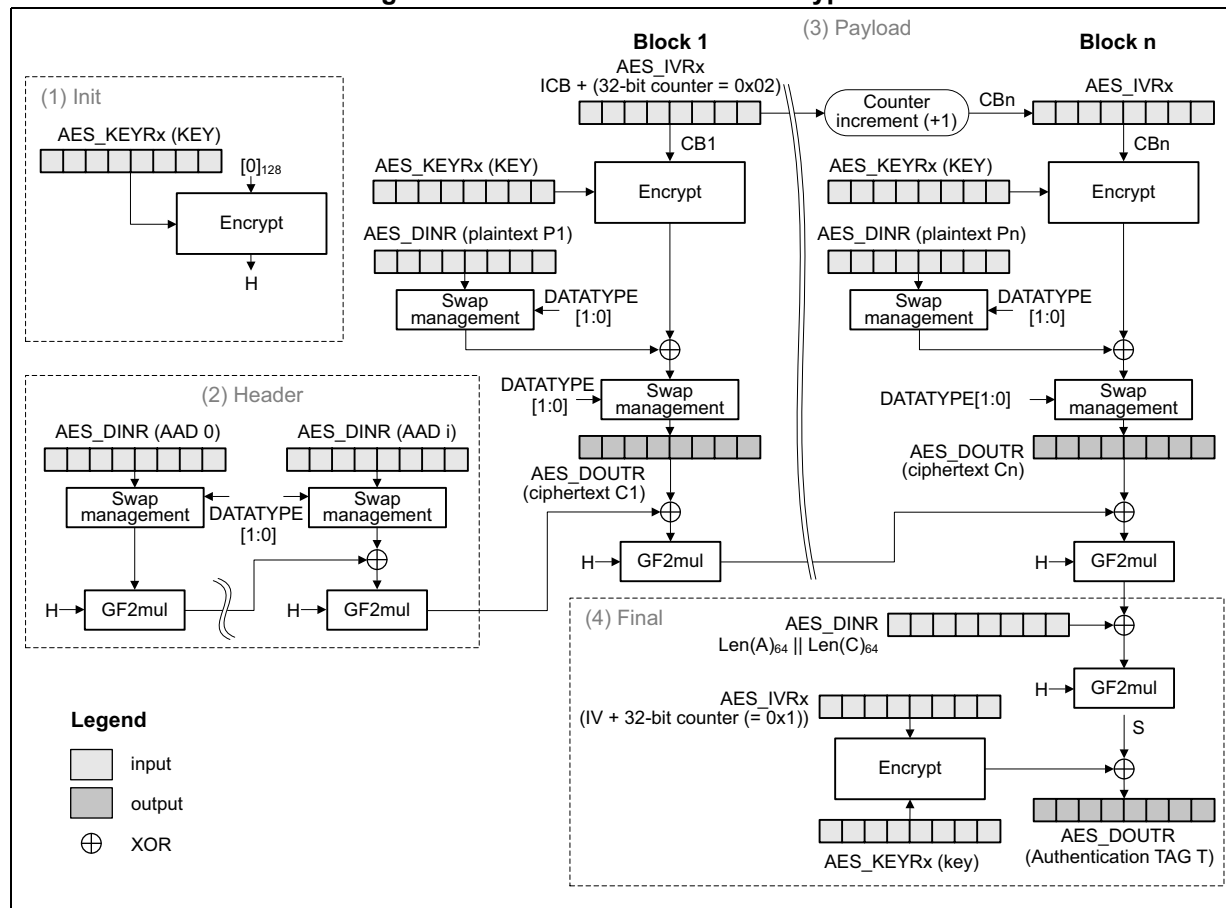 (3) Payload
Block 1
Block n
AES_IVRx
ICB + (32-bit counter = 0x02)
Counter
increment (+1)
CBn
AES_IVRx
CB1
CBn
(1) Init
AES_KEYRx (KEY)
[0]128
Encrypt
H
AES_KEYRx (KEY)
Encrypt
AES_KEYRx (KEY)
Encrypt
AES_DINR (plaintext P1)
Swap
management
DATATYPE
[1:0]
AES_DINR (plaintext Pn)
Swap
management
DATATYPE
[1:0]
DATATYPE
[1:0]
Swap
management
DATATYPE[1:0]
Swap
management
AES_DOUTR
(ciphertext C1)
AES_DOUTR
(ciphertext Cn)
H
GF2mul
H
GF2mul
(2) Header
AES_DINR (AAD 0)
AES_DINR (AAD i)
Swap
management
DATATYPE
[1:0]
Swap
management
H
GF2mul
H
GF2mul
(4) Final
AES_DINR
Len(A)64 || Len(C)64
H
GF2mul
AES_IVRx
(IV + 32-bit counter (= 0x1))
S
Encrypt
AES_KEYRx (key)
AES_DOUTR
(Authentication TAG T)
Legend
input
output
XOR